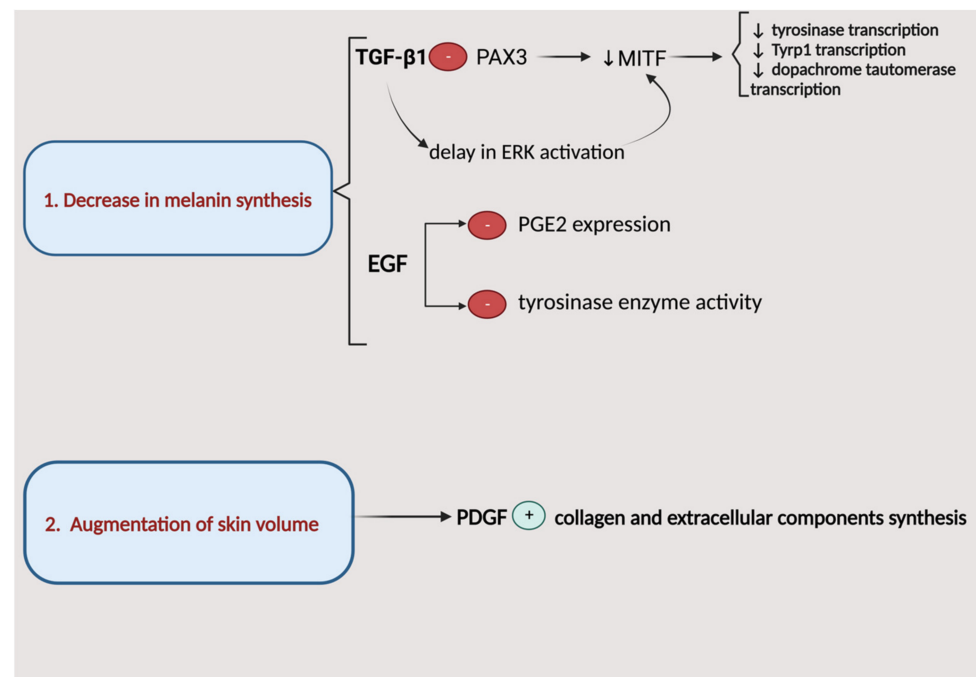 TGF-β1 - PAX3 ↓MITF
↓ tyrosinase transcription
↓ Tyrp1 transcription
↓ dopachrome tautomerase
transcription
delay in ERK activation
1. Decrease in melanin synthesis
EGF
- PGE2 expression
- tyrosinase enzyme activity
2. Augmentation of skin volume
PDGF + collagen and extracellular components synthesis